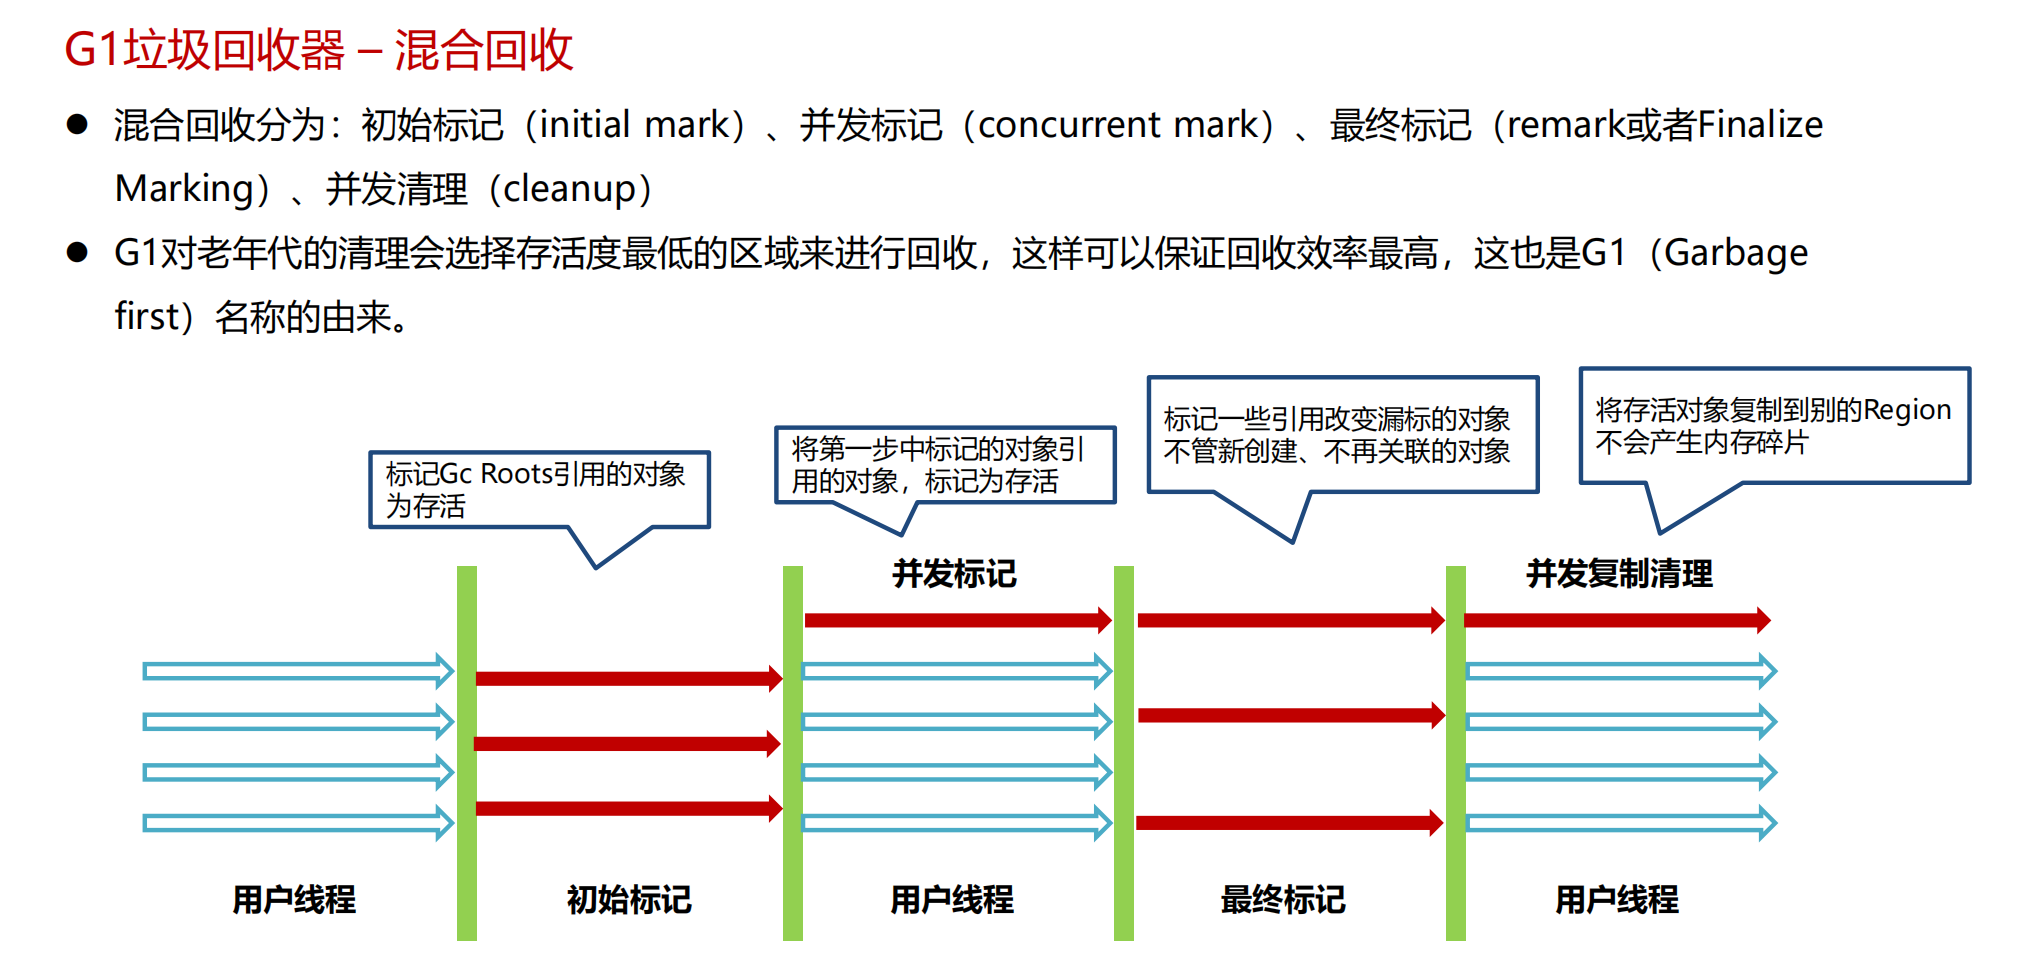 G1垃圾回收器 – 混合回收
● 混合回收分为：初始标记（initial mark）、并发标记（concurrent mark）、最终标记（remark或者Finalize
Marking）、并发清理（cleanup）
● G1对老年代的清理会选择存活度最低的区域来进行回收，这样可以保证回收效率最高，这也是G1（Garbage
first）名称的由来。
标记Gc Roots引用的对象
为存活
将第一步中标记的对象引
用的对象，标记为存活
标记一些引用改变漏标的对象
不管新创建、不再关联的对象
将存活对象复制到别的Region
不会产生内存碎片
并发标记
并发复制清理
用户线程
初始标记
用户线程
最终标记
用户线程